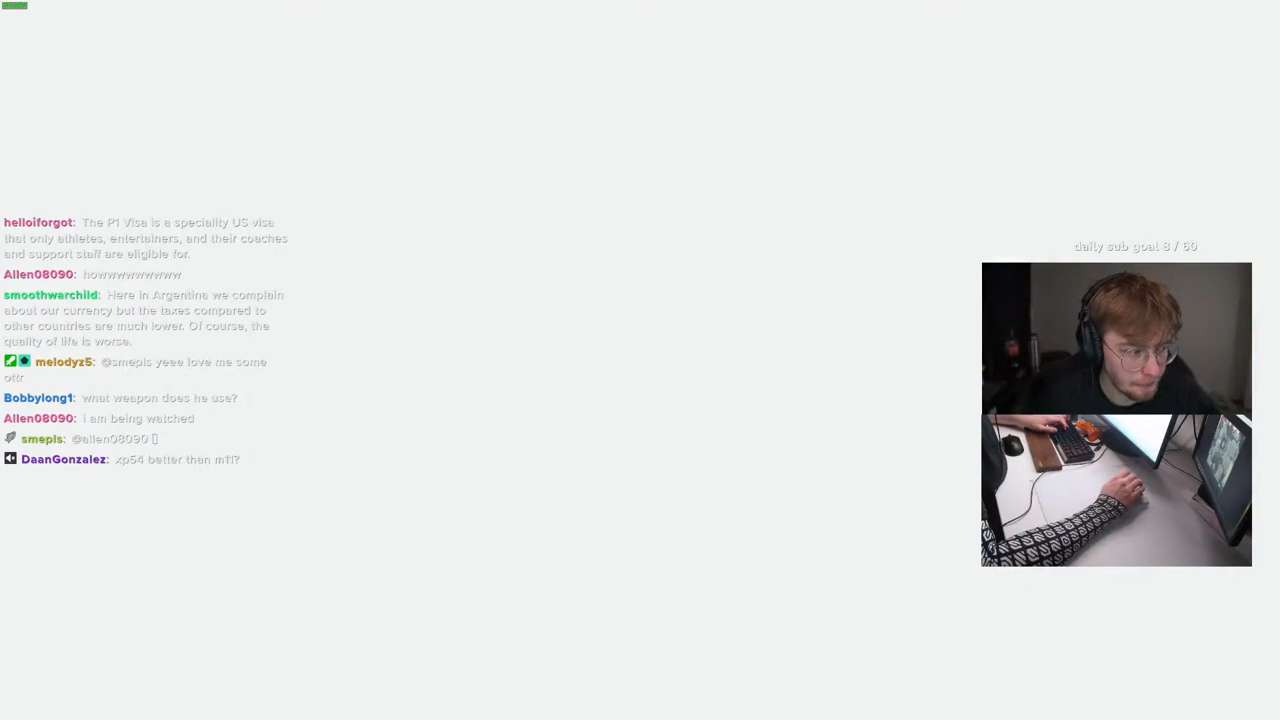 helloiforgot: The P1 Visa is a speciality US visa
that only athletes, entertainers, and their coaches
and support staff are eligible for.
Allen08090: howwwwwwwwww
smoothwarchild: Here in Argentina we complain
about our currency but the taxes compared to
other countries are much lower. Of course, the
quality of life is worse.
melodyz5: @smepls yeee love me some
ottr
Bobbylong1: what weapon does he use?
Allen08090: i am being watched
smepls: @allen08090
DaanGonzalez: xp54 better than m11?
daily sub goal 8 / 60